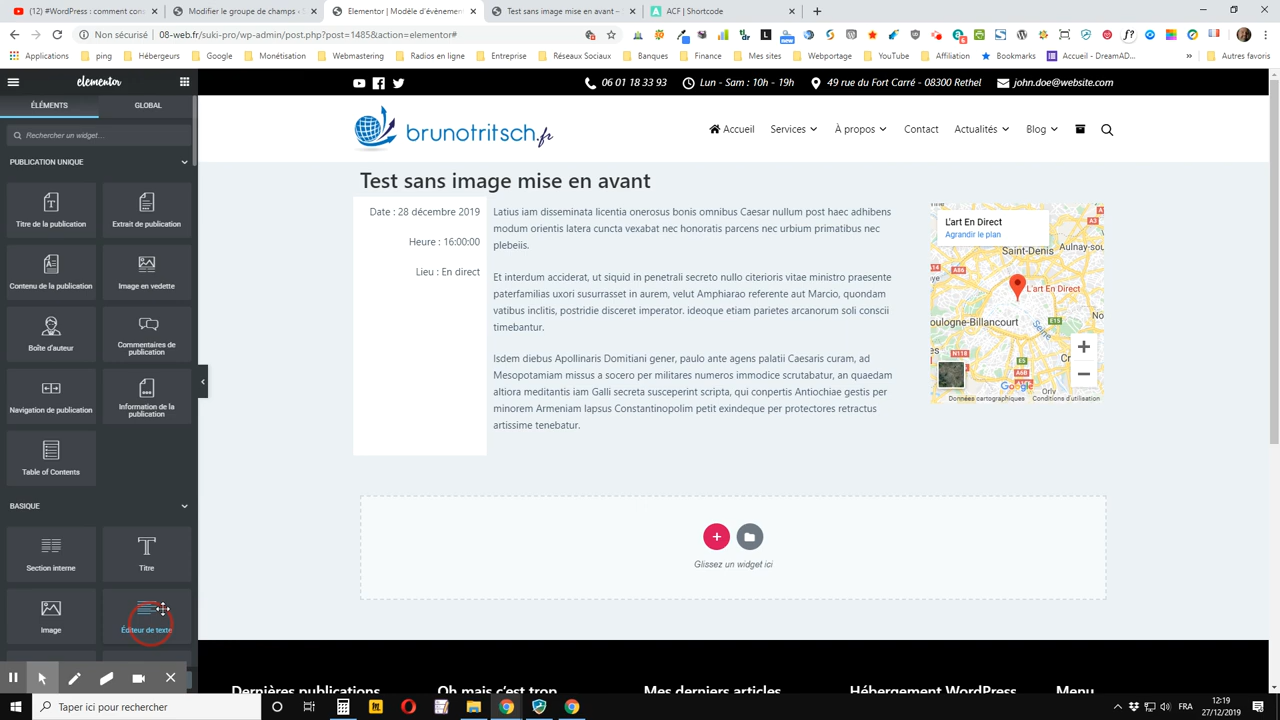 (12) #WordPress : comment con
Modifier le groupe de champs ‹ S
Elementor | Modèle d'évènement
Test sans image mise en avant –
ACF | Shortcode
Non sécurisé
08-web.fr/suki-pro/wp-admin/post.php?post=1485&action=elementor#
Applications
ping
Hébergeurs
Google
Monétisation
Webmastering
Radios en ligne
Entreprise
Réseaux Sociaux
Banques
Finance
Mes sites
Webportage
YouTube
Affiliation
Bookmarks
Accueil - DreamAD...
Autres favoris
elementor
ÉLÉMENTS
GLOBAL
Rechercher un widget...
PUBLICATION UNIQUE
Titre de la publication
Extrait de publication
Contenu de la publication
Image en vedette
Boîte d'auteur
Commentaires de publication
Navigation de publication
Information de la publication
Table of Contents
BASIQUE
Section interne
Titre
Image
Éditeur de texte
06 01 18 33 93
Lun - Sam : 10h - 19h
49 rue du Fort Carré - 08300 Rethel
john.doe@website.com
brunotritsch.fr
Accueil
Services
À propos
Contact
Actualités
Blog
Test sans image mise en avant
Date : 28 décembre 2019
Heure : 16:00:00
Lieu : En direct
Latius iam disseminata licentia onerosus bonis omnibus Caesar nullum post haec adhibens
modum orientis latera cuncta vexabat nec honoratis parcens nec urbium primatibus nec
plebeiis.
Et interdum acciderat, ut siquid in penetrali secreto nullo citerioris vitae ministro praesente
paterfamilias uxori susurrasset in aurem, velut Amphiarao referente aut Marcio, quondam
vatibus inclitis, postridie disceret imperator. ideoque etiam parietes arcanorum soli conscii
timebantur.
Isdem diebus Apollinaris Domitiani gener, paulo ante agens palatii Caesaris curam, ad
Mesopotamiam missus a socero per militares numeros immodice scrutabatur, an quaedam
altiora meditantis iam Galli secreta susceperint scripta, qui conpertis Antiochiae gestis per
minorem Armeniam lapsus Constantinopolim petit exindeque per protectores retractus
artissime tenebatur.
L'art En Direct
Agrandir le plan
Saint-Denis
Aulnay-sou
A3
A86
A14
L'art En Direct
oulogne-Billancourt
Seine
E15
No
N118
A6B
Cr
E5
A6A
Orly
Google
Données cartographiques
Conditions d'utilisation
Glissez un widget ici
Dernières publications
Oh mais c'est trop
Mes derniers articles
Hébergement WordPress
Menu
Taper ici pour rechercher
FRA
12:19
27/12/2019